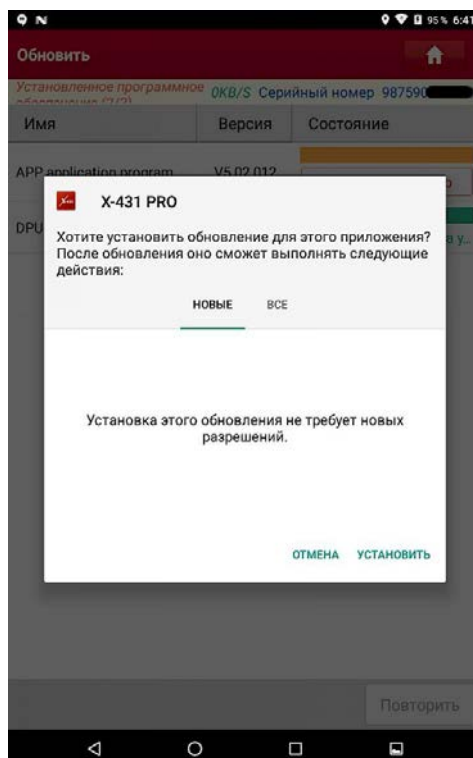 95% 6:41
Обновить
Установленное программное
0KB/S Серийный номер 987590
Имя Версия Состояние
APP application program V5.02.012
DPU
X-431 PRO
Хотите установить обновление для этого приложения?
После обновления оно сможет выполнять следующие
действия:
НОВЫЕ ВСЕ
Установка этого обновления не требует новых
разрешений.
ОТМЕНА УСТАНОВИТЬ
Повторить